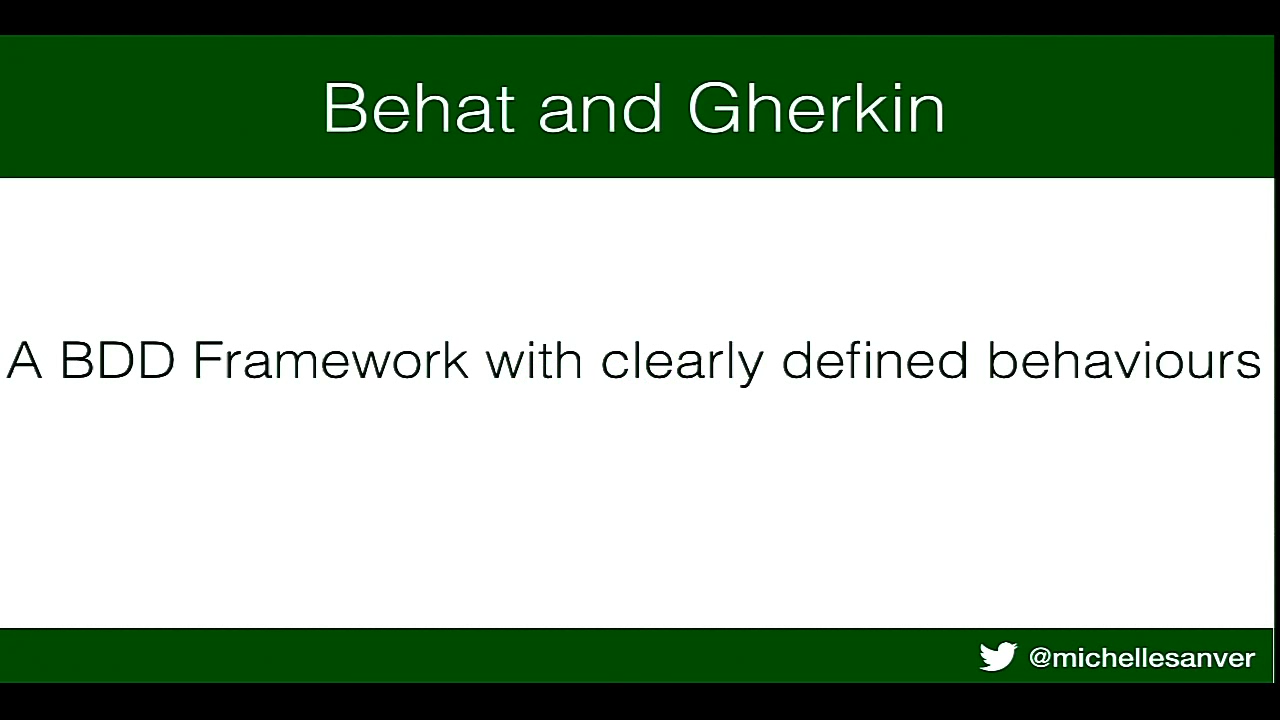 Behat and Gherkin
A BDD Framework with clearly defined behaviours
@michellesanver